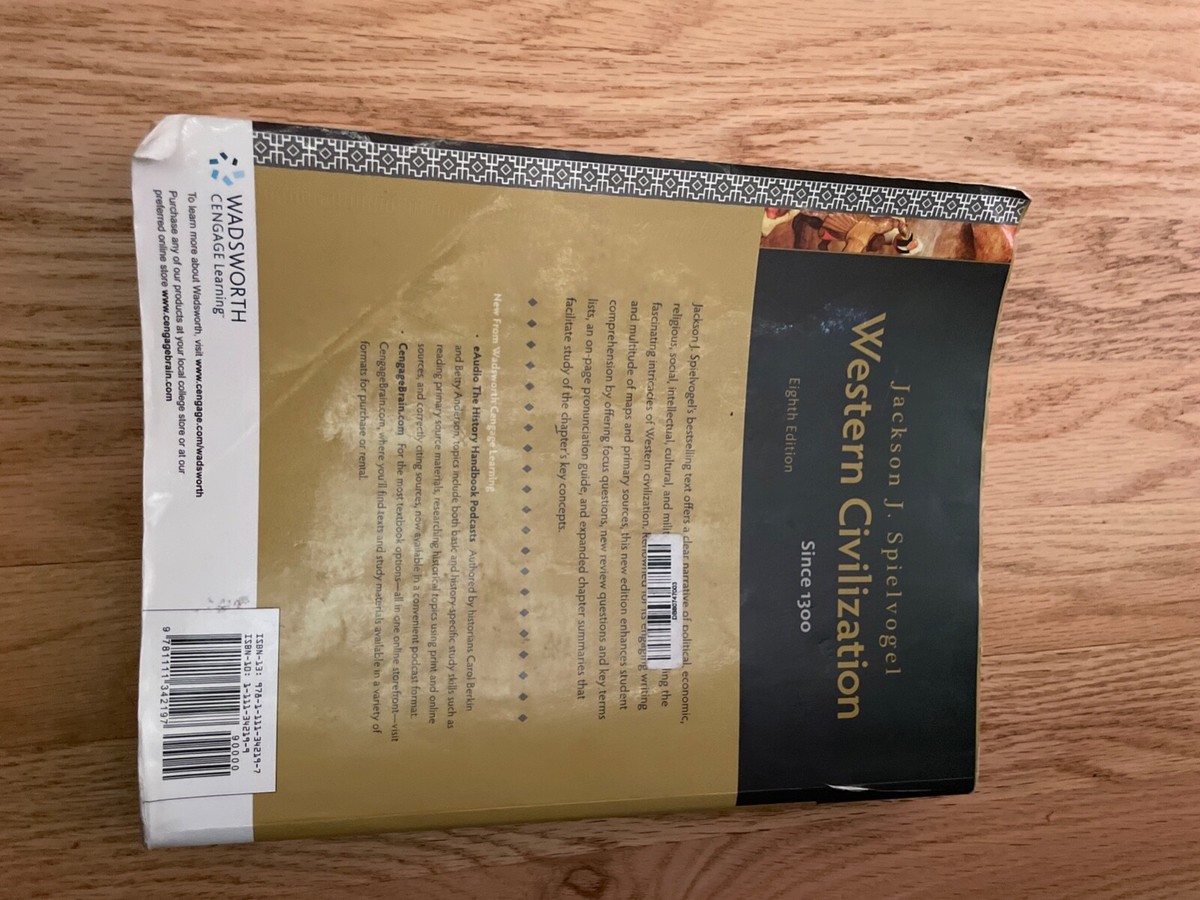 Jackson J. Spielvogel
Western Civilization
Since 1300
Eighth Edition
Jackson J. Spielvogel's bestselling text offers a clear narrative of political, economic,
religious, social, intellectual, cultural, and milit ing the
fascinating intricacies of Western civilization. Renowned for its engaging writing
and multitude of maps and primary sources, this new edition enhances student
comprehension by offering focus questions, new review questions and key terms
lists, an on-page pronunciation guide, and expanded chapter summaries that
facilitate study of the chapter's key concepts.
New From Wadsworth Cengage Learning
• eAudio The History Handbook Podcasts Authored by historians Carol Berkin
and Betty Anderson, topics include both basic and history-specific study skills such as
reading primary source materials, researching historical topics using print and online
sources, and correctly citing sources, now available in a convenient podcast format.
• CengageBrain.com For the most textbook options—all in one online storefront—visit
CengageBrain.com, where you'll find texts and study materials available in a variety of
formats for purchase or rental.
WADSWORTH
CENGAGE Learning
To learn more about Wadsworth, visit www.cengage.com/wadsworth
Purchase any of our products at your local college store or at our
preferred online store www.cengagebrain.com
ISBN-13: 978-1-111-34219-7
ISBN-10: 1-111-34219-9
90000
9 781111 342197